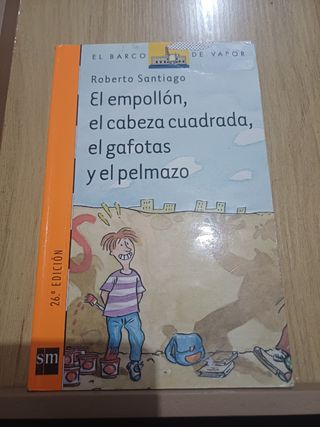 EL BARCO DE VAPOR
Roberto Santiago
El empollón,
el cabeza cuadrada,
el gafotas
y el pelmazo
S
26.ª EDICIÓN
sm